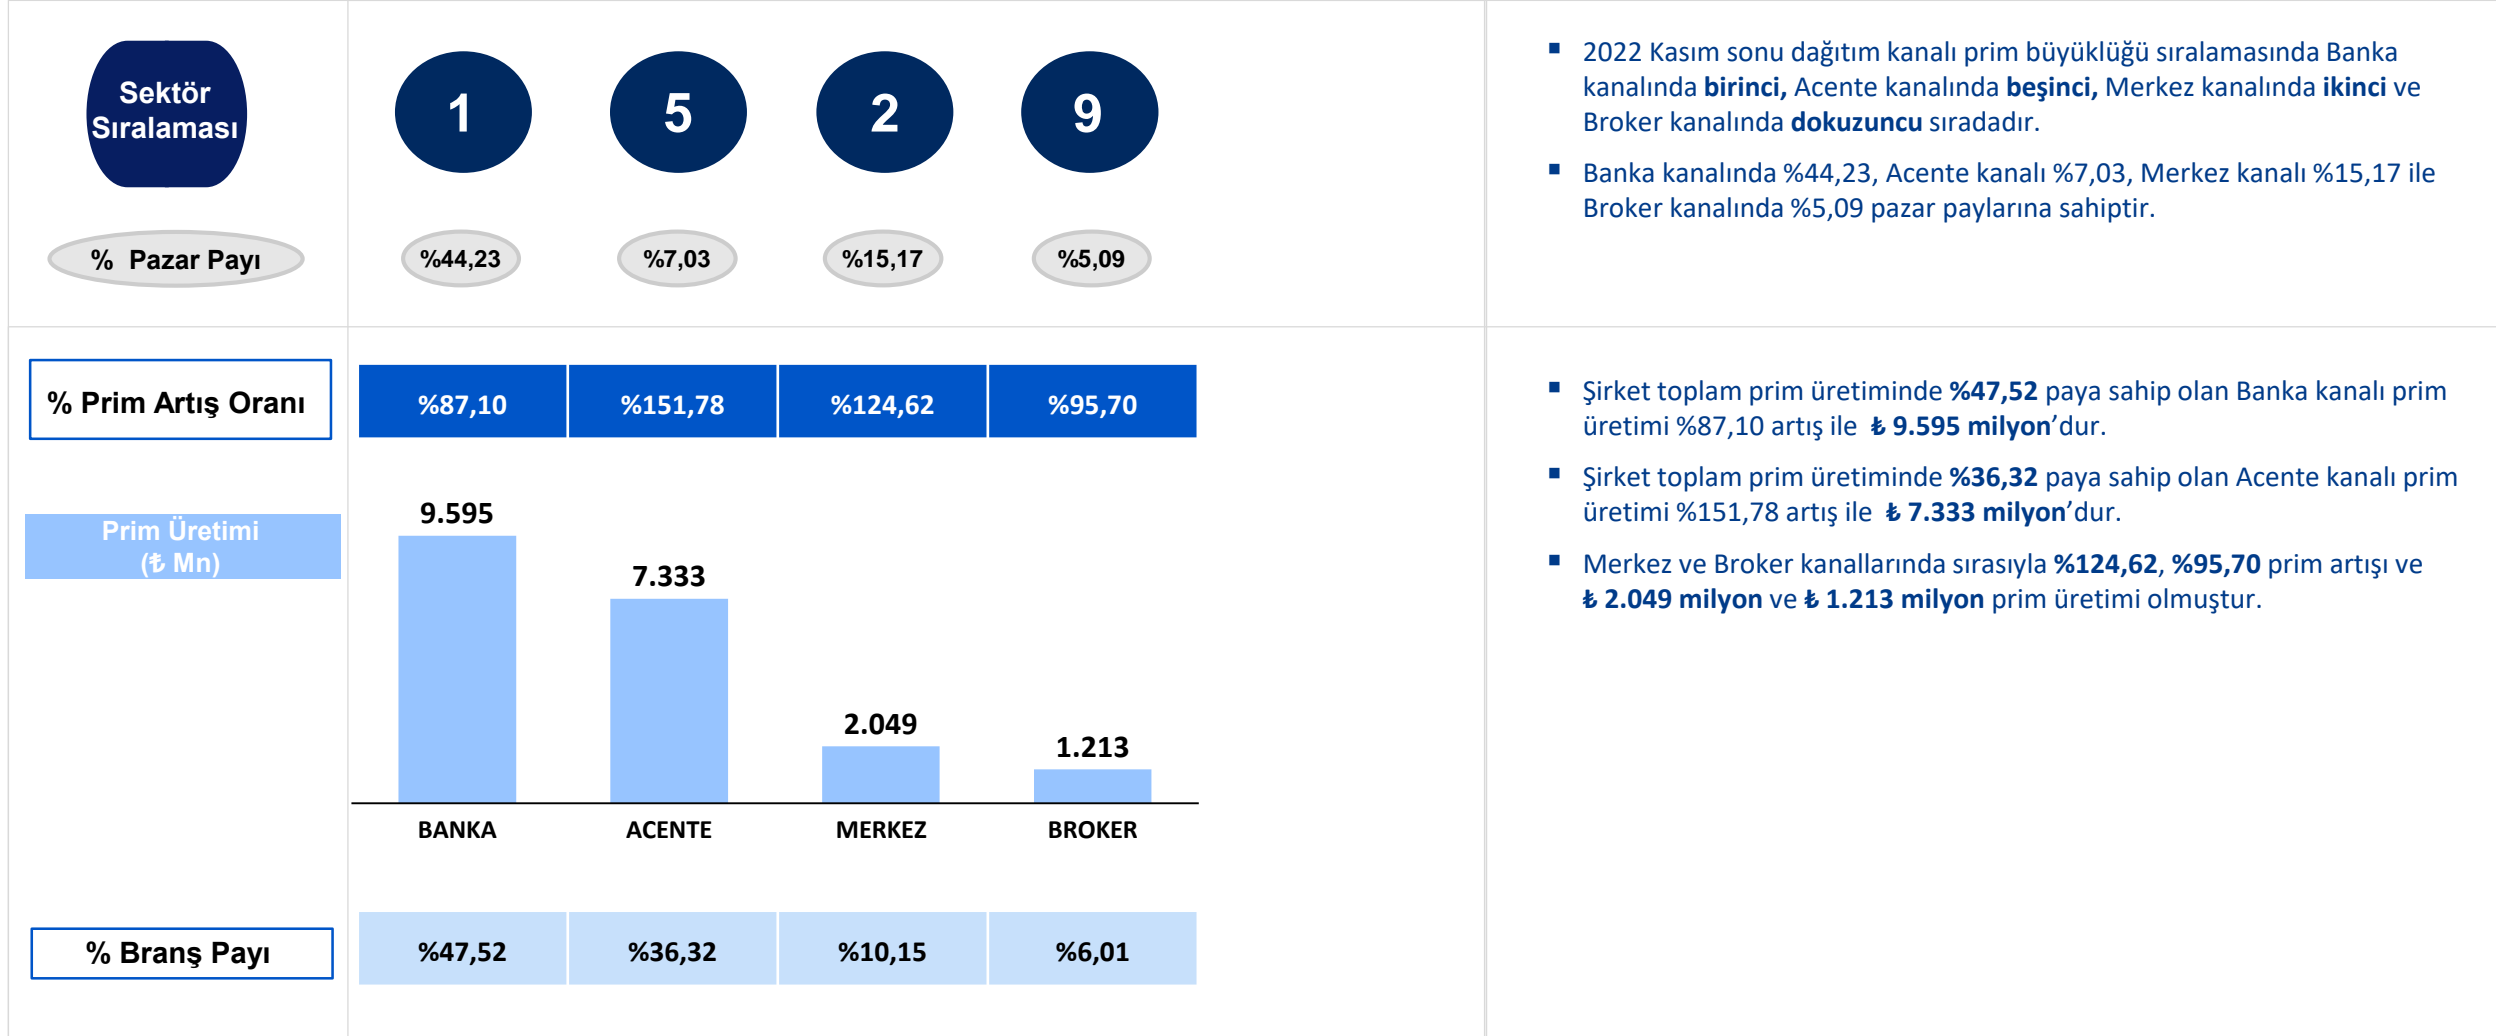 Sektör
Sıralaması
1
5
2
9
% Pazar Payı
%44,23
%7,03
%15,17
%5,09
▪ 2022 Kasım sonu dağıtım kanalı prim büyüklüğü sıralamasında Banka
kanalında birinci, Acente kanalında beşinci, Merkez kanalında ikinci ve
Broker kanalında dokuzuncu sıradadır.
▪ Banka kanalında %44,23, Acente kanalı %7,03, Merkez kanalı %15,17 ile
Broker kanalında %5,09 pazar paylarına sahiptir.
% Prim Artış Oranı
%87,10
%151,78
%124,62
%95,70
Prim Üretimi
(₺ Mn)
9.595
7.333
2.049
1.213
BANKA
ACENTE
MERKEZ
BROKER
% Branş Payı
%47,52
%36,32
%10,15
%6,01
▪ Şirket toplam prim üretiminde %47,52 paya sahip olan Banka kanalı prim
üretimi %87,10 artış ile ₺ 9.595 milyon’dur.
▪ Şirket toplam prim üretiminde %36,32 paya sahip olan Acente kanalı prim
üretimi %151,78 artış ile ₺ 7.333 milyon’dur.
▪ Merkez ve Broker kanallarında sırasıyla %124,62, %95,70 prim artışı ve
₺ 2.049 milyon ve ₺ 1.213 milyon prim üretimi olmuştur.